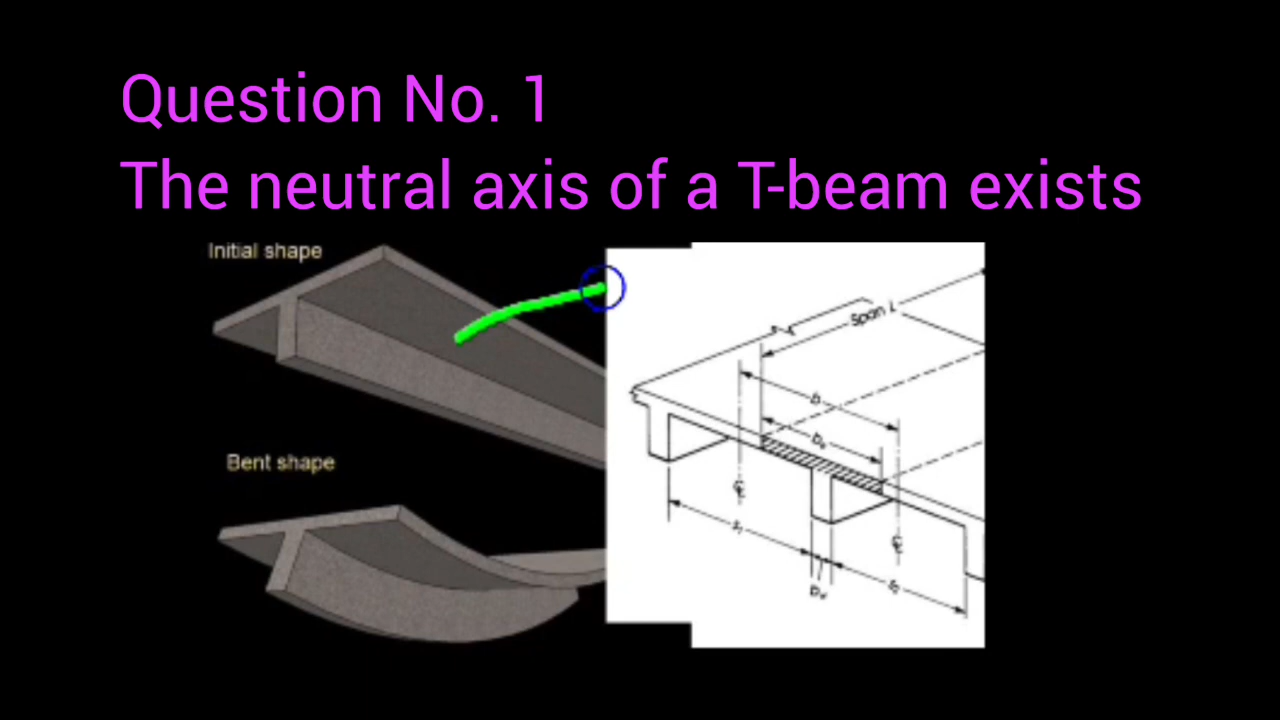 Question No. 1
The neutral axis of a T-beam exists
Initial shape
Span L
b
Bent shape